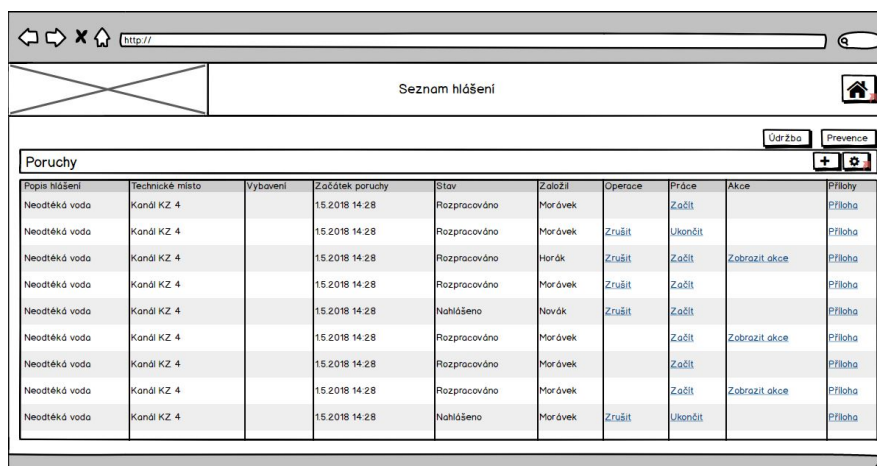 http://
Seznam hlášení
Údržba Prevence
Poruchy
Popis hlášení Technické místo Vybavení Začátek poruchy Stav Založil Operace Práce Akce Přílohy
Neodtéká voda Kanál KZ 4 1.5.2018 14:28 Rozpracováno Morávek Začít Příloha
Neodtéká voda Kanál KZ 4 1.5.2018 14:28 Rozpracováno Morávek Zrušit Ukončit Příloha
Neodtéká voda Kanál KZ 4 1.5.2018 14:28 Rozpracováno Horák Zrušit Začít Zobrazit akce Příloha
Neodtéká voda Kanál KZ 4 1.5.2018 14:28 Rozpracováno Morávek Zrušit Začít Příloha
Neodtéká voda Kanál KZ 4 1.5.2018 14:28 Nahlášeno Novák Zrušit Začít Příloha
Neodtéká voda Kanál KZ 4 1.5.2018 14:28 Rozpracováno Morávek Začít Zobrazit akce Příloha
Neodtéká voda Kanál KZ 4 1.5.2018 14:28 Rozpracováno Morávek Začít Příloha
Neodtéká voda Kanál KZ 4 1.5.2018 14:28 Rozpracováno Morávek Začít Zobrazit akce Příloha
Neodtéká voda Kanál KZ 4 1.5.2018 14:28 Nahlášeno Morávek Zrušit Ukončit Příloha